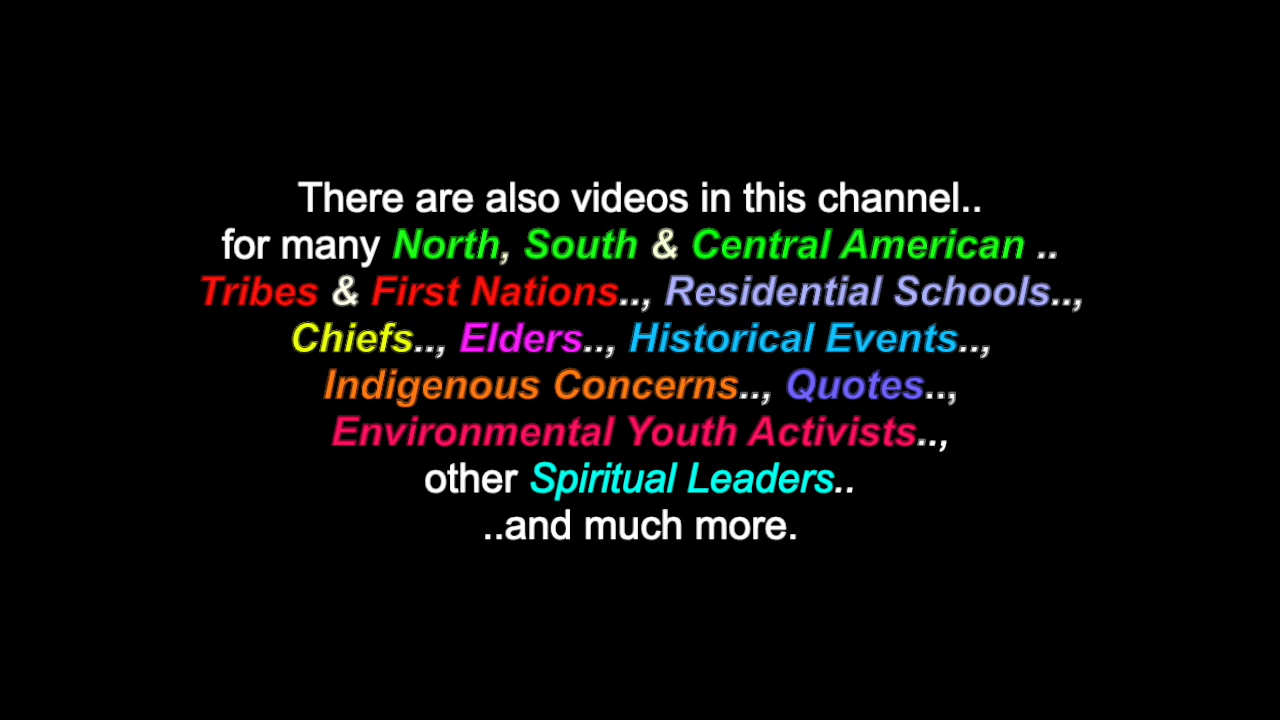 There are also videos in this channel..
for many North, South & Central American ..
Tribes & First Nations.., Residential Schools..,
Chiefs.., Elders.., Historical Events..,
Indigenous Concerns.., Quotes..,
Environmental Youth Activists..,
other Spiritual Leaders..
..and much more.